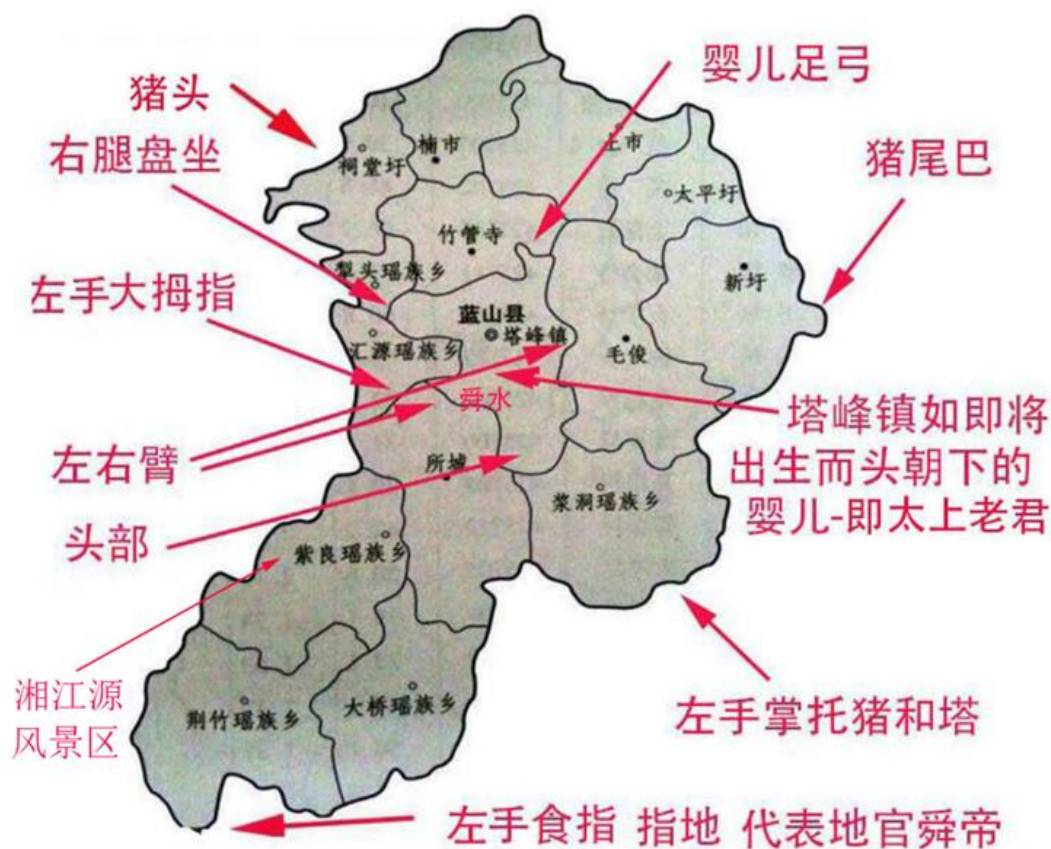 婴儿足弓
猪头
楠市
土市
右腿盘坐
祠堂圩
猪尾巴
太平圩
竹管寺
新圩
犁头瑶族乡
左手大拇指
蓝山县
塔峰镇
汇源瑶族乡
毛俊
舜水
塔峰镇如即将
出生而头朝下的
婴儿-即太上老君
左右臂
所城
浆洞瑶族乡
头部
紫良瑶族乡
湘江源
风景区
荆竹瑶族乡
大桥瑶族乡
左手掌托猪和塔
左手食指 指地 代表地官舜帝